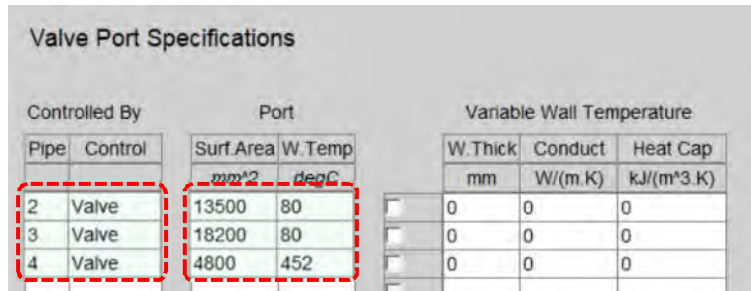 Valve Port Specifications
Controlled By Port Variable Wall Temperature
Pipe Control Surf.Area W.Temp W.Thick Conduct Heat Cap
mm^2 degC mm W/(m.K) kJ/(m^3.K)
2 Valve 13500 80 0 0 0
3 Valve 18200 80 0 0 0
4 Valve 4800 452 0 0 0